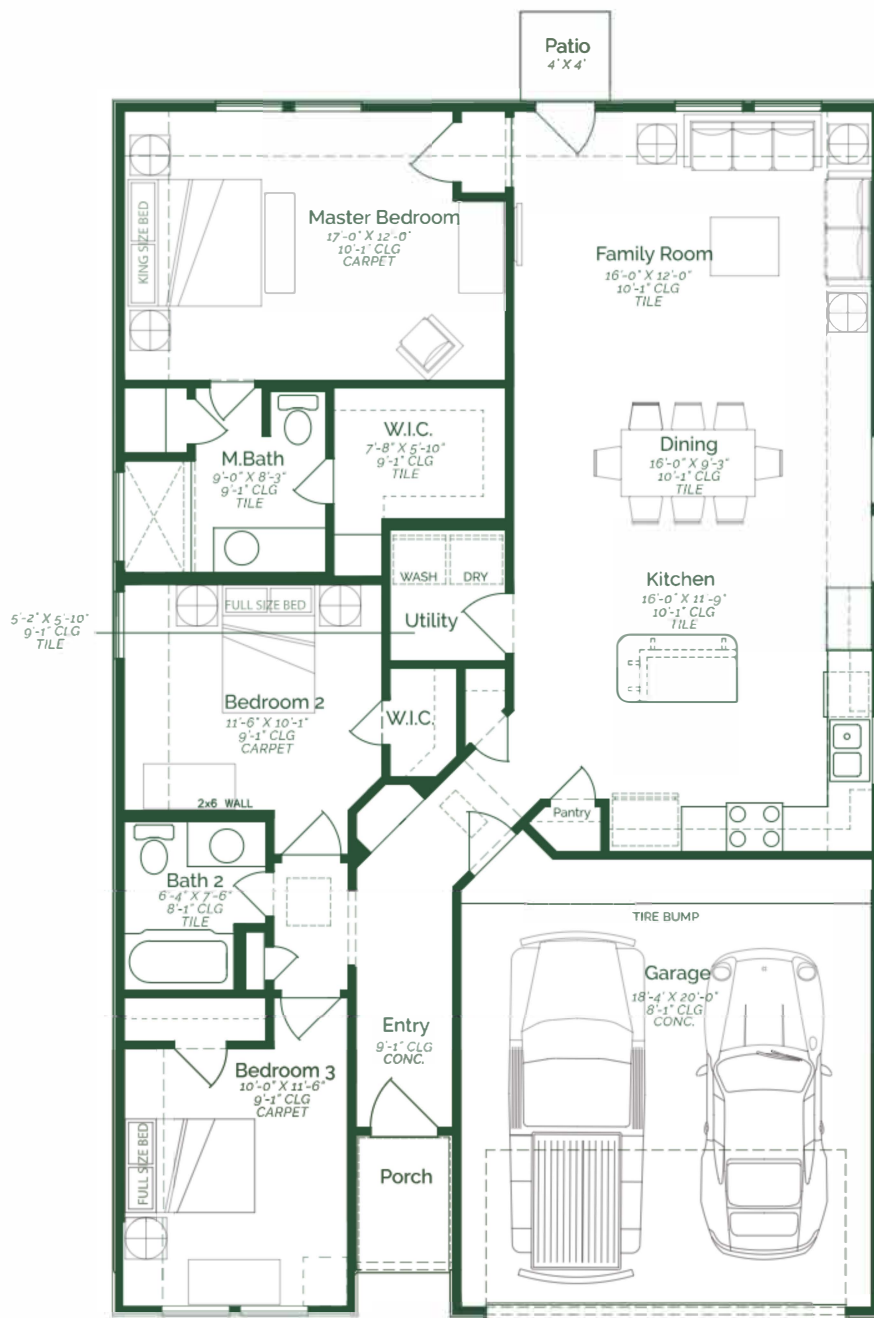 Patio
4' X 4'
KING SIZE BED
Master Bedroom
17'-0" X 12'-0"
10'-1" CLG
CARPET
Family Room
16'-0" X 12'-0"
10'-1" CLG
TILE
M.Bath
9'-0" X 8'-3"
9'-1" CLG
TILE
W.I.C.
7'-8" X 5'-10"
9'-1" CLG
TILE
Dining
16'-0" X 9'-3"
10'-1" CLG
TILE
WASH
DRY
Utility
5'-2" X 5'-10"
9'-1" CLG
TILE
Kitchen
16'-0" X 11'-9"
10'-1" CLG
TILE
FULL SIZE BED
Bedroom 2
11'-6" X 10'-1"
9'-1" CLG
CARPET
W.I.C.
2x6 WALL
Pantry
Bath 2
6'-4" X 7'-6"
8'-1" CLG
TILE
TIRE BUMP
Garage
18'-4' X 20'-0"
8'-1" CLG
CONC.
Entry
9'-1" CLG
CONC.
Bedroom 3
10'-0" X 11'-6"
9'-1" CLG
CARPET
FULL SIZE BED
Porch